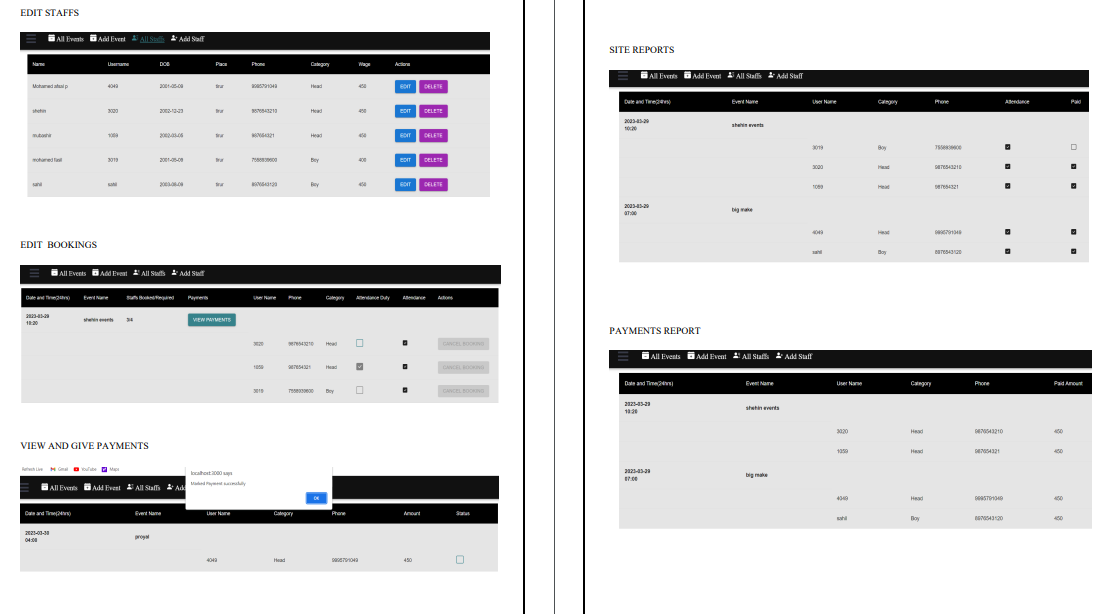 EDIT STAFFS
All Events Add Event All Staffs Add Staff
Name Username DOB Place Phone Category Wage Actions
Mohamed afsal p 4049 2001-05-09 tirur 9995791049 Head 450 EDIT DELETE
shehin 3020 2002-12-23 tirur 9876543210 Head 450 EDIT DELETE
mubashii 1059 2002-03-05 tirur 987654321 Head 450 EDIT DELETE
mohamed fasil 3019 2001-05-09 tirur 7558939600 Boy 400 EDIT DELETE
sahil sahil 2003-08-09 tirur 8976543120 Boy 450 EDIT DELETE
EDIT BOOKINGS
All Events Add Event All Staffs Add Staff
Date and Time(24hrs) Event Name Staffs Booked/Required Payments User Name Phone Category Attendance Duty Attendance Actions
2023-03-29
10:20 shehin events 3/4 VIEW PAYMENTS
3020 9876543210 Head CANCEL BOOKING
1059 987654321 Head CANCEL BOOKING
3019 7558939600 Boy CANCEL BOOKING
VIEW AND GIVE PAYMENTS
Refresh Live Gmail YouTube Maps
localhost:3000 says
Marked Payment successfully
OK
All Events Add Event All Staffs Add
Date and Time(24hrs) Event Name User Name Category Phone Amount Status
2023-03-30
04:00 proyal
4049 Head 9995791049 450
SITE REPORTS
All Events Add Event All Staffs Add Staff
Date and Time(24hrs) Event Name User Name Category Phone Attendance Paid
2023-03-29
10:20 shehin events
3019 Boy 7558939600
3020 Head 9876543210
1059 Head 987654321
2023-03-29
07:00 big make
4049 Head 9995791049
sahil Boy 8976543120
PAYMENTS REPORT
All Events Add Event All Staffs Add Staff
Date and Time(24hrs) Event Name User Name Category Phone Paid Amount
2023-03-29
10:20 shehin events
3020 Head 9876543210 450
1059 Head 987654321 450
2023-03-29
07:00 big make
4049 Head 9995791049 450
sahil Boy 8976543120 450